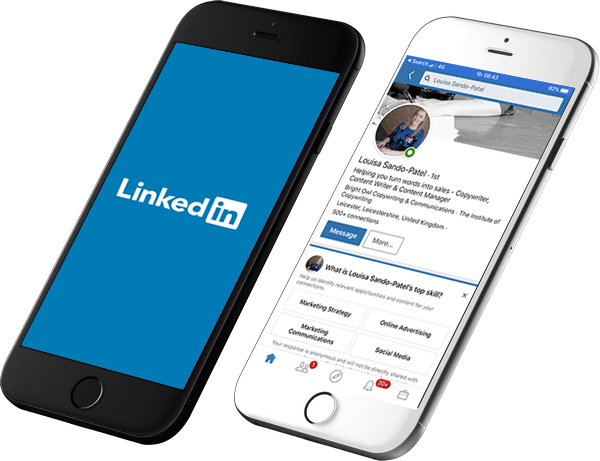 Linked in
Search 4G 06:43 92%
Louisa Sando-Patel
Louisa Sando-Patel · 1st
Helping you turn words into sales - Copywriter,
Content Writer & Content Manager
Bright Owl Copywriting & Communications · The Institute of
Copywriting
Leicester, Leicestershire, United Kingdom ·
500+ connections
Message
More...
What is Louisa Sando-Patel's top skill?
Help us identify relevant opportunities and content for your
connections.
Marketing Strategy
Online Advertising
Marketing
Communications
Social Media
Your response is anonymous and will not be directly shared with
1
20+